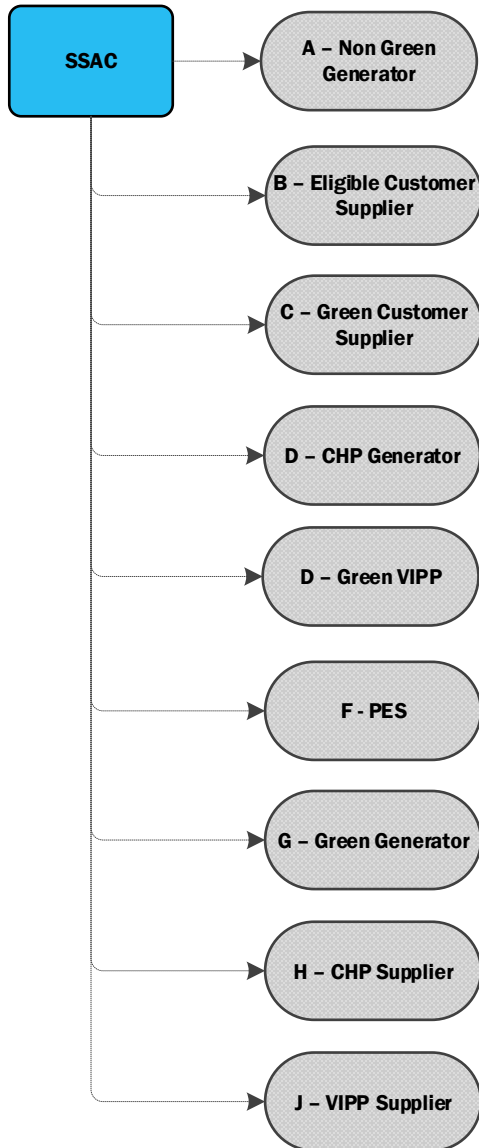 SSAC
A – Non Green
Generator
B – Eligible Customer
Supplier
C – Green Customer
Supplier
D – CHP Generator
D – Green VIPP
F - PES
G – Green Generator
H – CHP Supplier
J – VIPP Supplier